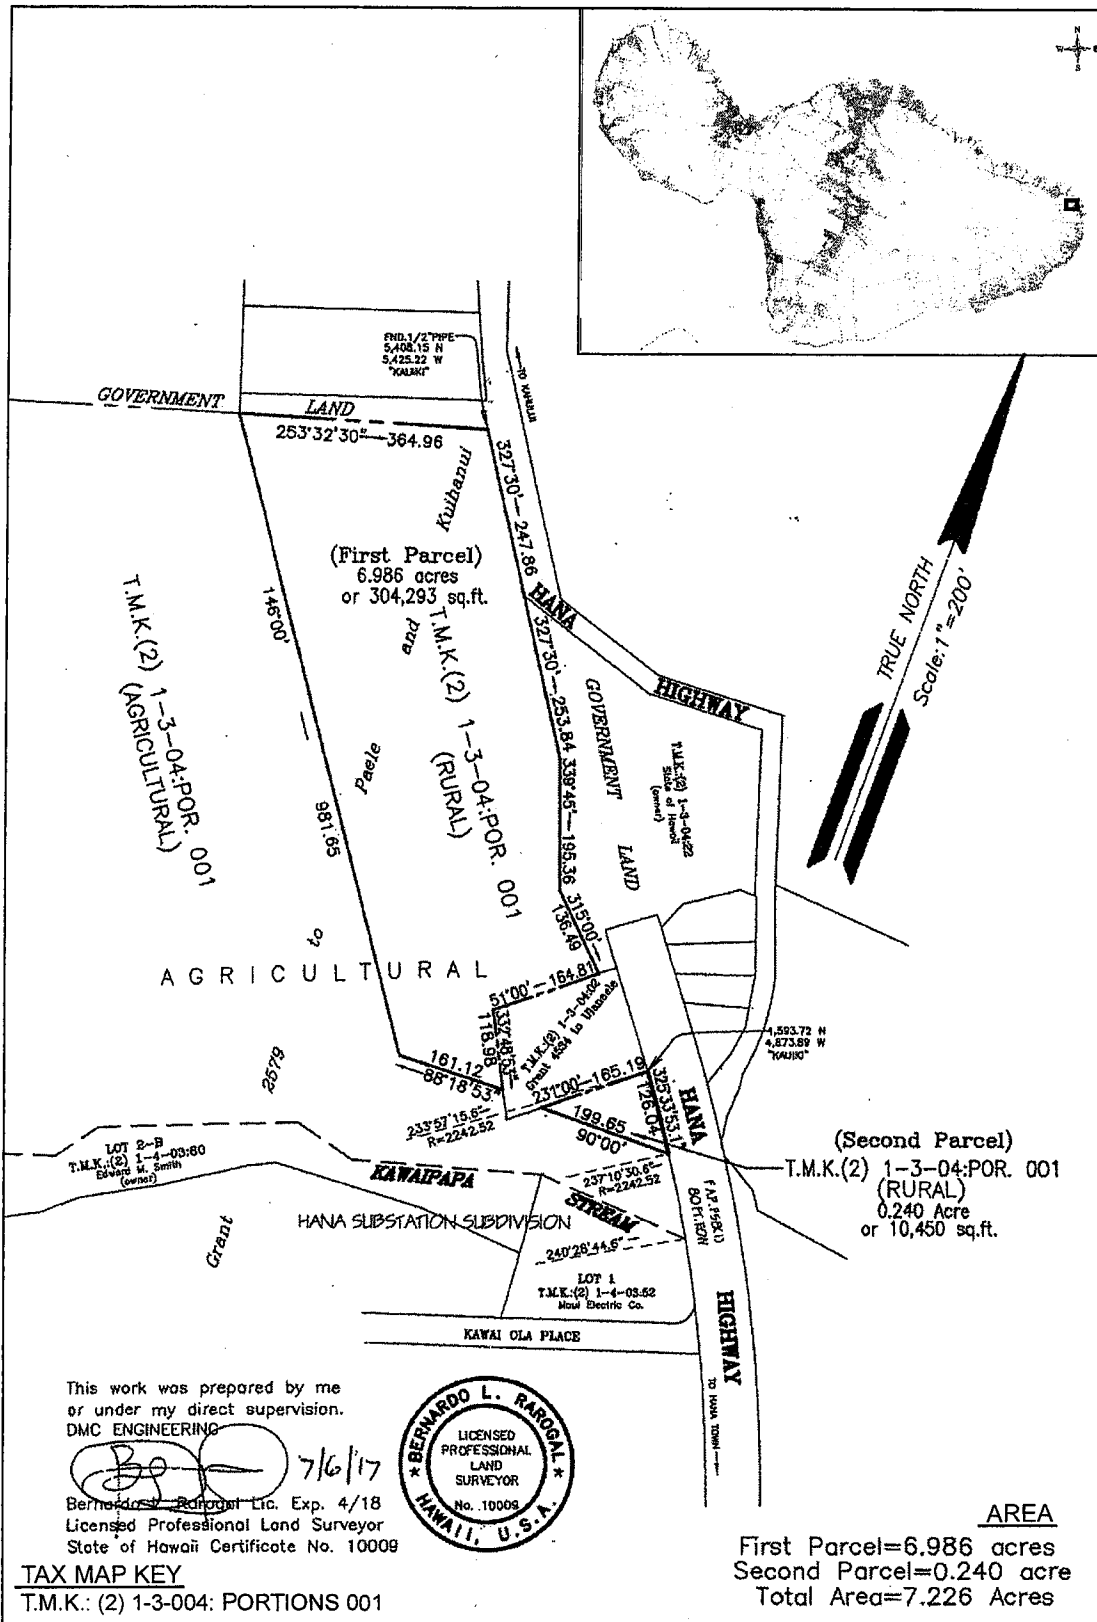 N
W
S
FND.1/2"PIPE
5,408.15 N
5,425.22 W
"KAUIKI"
TO KAHULUI
GOVERNMENT LAND
253°32'30"—364.96
327°30'—247.86
Kuihanui
(First Parcel)
6.986 acres
or 304,293 sq.ft.
and
Paele
to
2579
Grant
T.M.K.(2) 1-3-04:POR. 001
(RURAL)
T.M.K.(2) 1-3-04:POR. 001
(AGRICULTURAL)
146°00'
981.65
HANA
HIGHWAY
327°30'—253.84
339°45'—195.36
315°00'
136.49
GOVERNMENT
LAND
T.M.K.:(2) 1-3-04:22
State of Hawaii
(owner)
TRUE NORTH
Scale: 1"=200'
AGRICULTURAL
51°00'—164.81
332°48'53"
118.98
T.M.K.:(2) 1-3-04:02
Grant 4534 to
161.12
88°18'53"
231°00'—165.19
1,593.72 N
4,873.89 W
"KAUIKI"
325°33'53.1"
126.04
HANA
199.65
90°00'
233°57'15.6"
R=2242.52
(Second Parcel)
T.M.K.(2) 1-3-04:POR. 001
(RURAL)
0.240 Acre
or 10,450 sq.ft.
LOT 2-B
T.M.K.:(2) 1-4-03:60
Edward M. Smith
(owner)
KAWAIPAPA
STREAM
237°10'30.6"
R=2242.52
HANA SUBSTATION SUBDIVISION
240°28'44.6"
LOT 1
T.M.K.:(2) 1-4-03:52
Maui Electric Co.
KAWAI OLA PLACE
HIGHWAY
TO HANA TOWN
This work was prepared by me
or under my direct supervision.
DMC ENGINEERING
7/6/17
Bernardo L. Rarogal Lic. Exp. 4/18
Licensed Professional Land Surveyor
State of Hawaii Certificate No. 10009
BERNARDO L. RAROGAL
LICENSED
PROFESSIONAL
LAND
SURVEYOR
No. 10009
HAWAII, U.S.A.
TAX MAP KEY
T.M.K.: (2) 1-3-004: PORTIONS 001
AREA
First Parcel=6.986 acres
Second Parcel=0.240 acre
Total Area=7.226 Acres